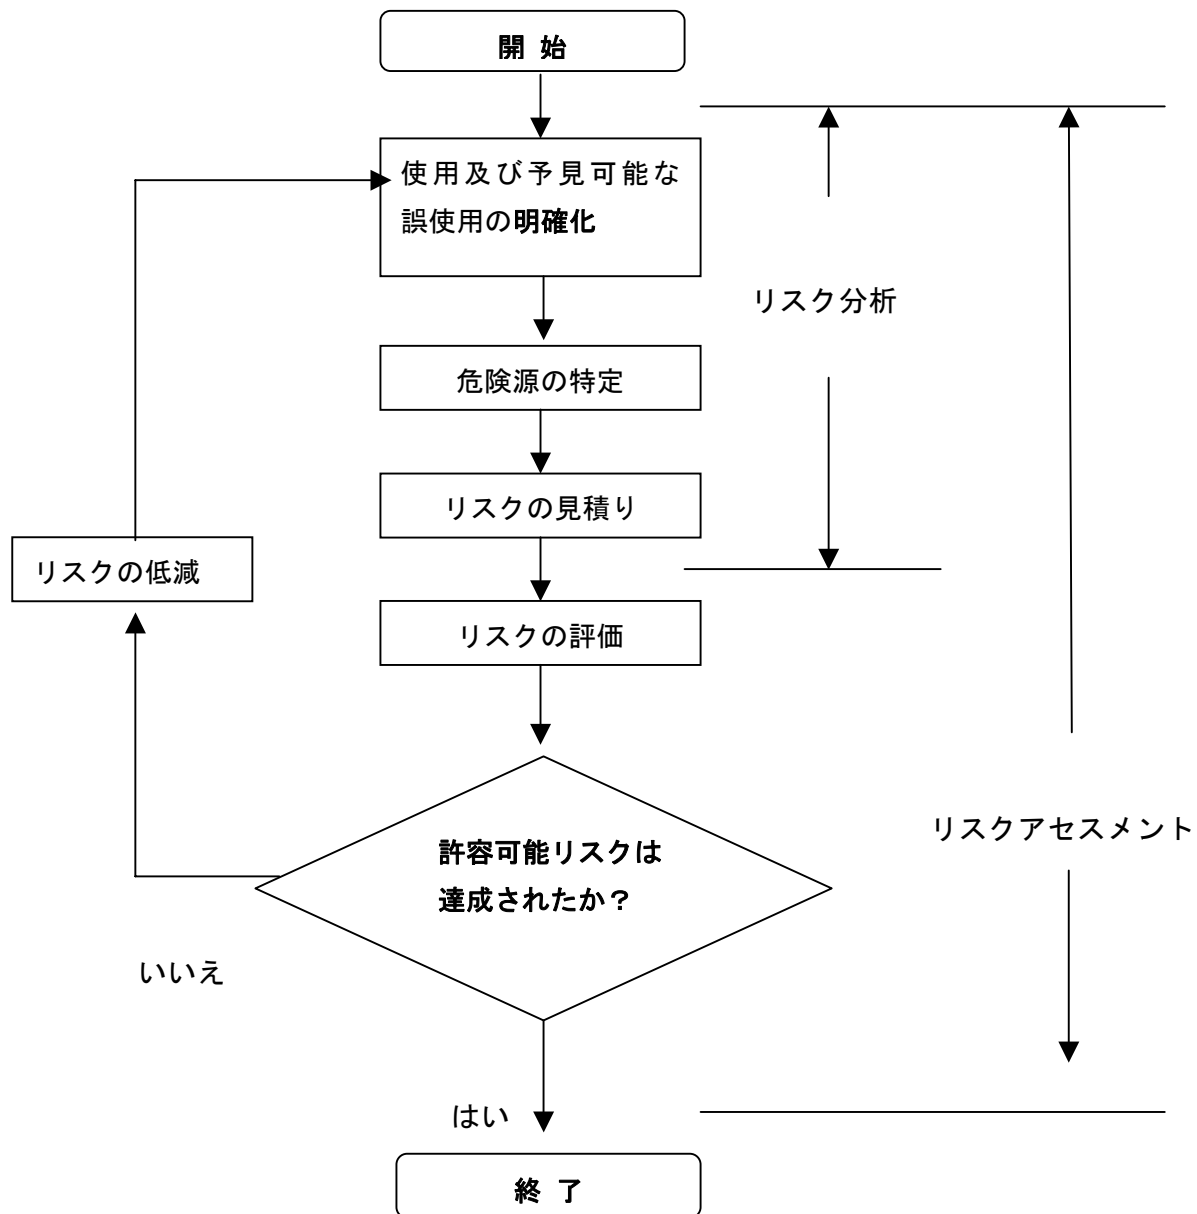 開 始
使用及び予見可能な
誤使用の明確化
リスク分析
危険源の特定
リスクの見積り
リスクの低減
リスクの評価
リスクアセスメント
許容可能リスクは
達成されたか？
いいえ
はい
終 了